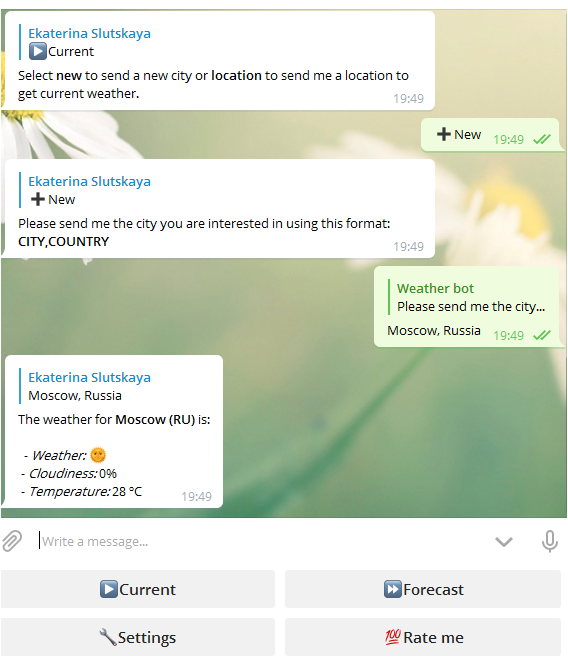 Ekaterina Slutskaya
▶Current
Select new to send a new city or location to send me a location to
get current weather.
19:49
➕ New
19:49
Ekaterina Slutskaya
➕ New
Please send me the city you are interested in using this format:
CITY,COUNTRY
19:49
Weather bot
Please send me the city...
Moscow, Russia
19:49
Ekaterina Slutskaya
Moscow, Russia
The weather for Moscow (RU) is:
- Weather: 🌞
- Cloudiness: 0%
- Temperature: 28 °C
19:49
Write a message...
▶Current
⏩Forecast
🔧Settings
💯Rate me